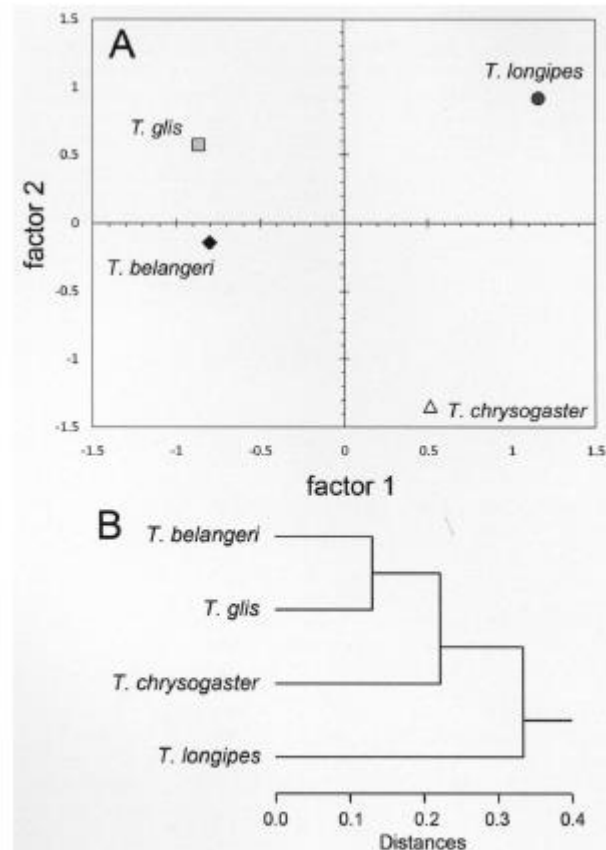 A
1.5
1
0.5
0
-0.5
-1
-1.5
factor 2
T. longipes
T. glis
T. belangeri
T. chrysogaster
-1.5 -1 -0.5 0 0.5 1 1.5
factor 1
B
T. belangeri
T. glis
T. chrysogaster
T. longipes
0.0 0.1 0.2 0.3 0.4
Distances